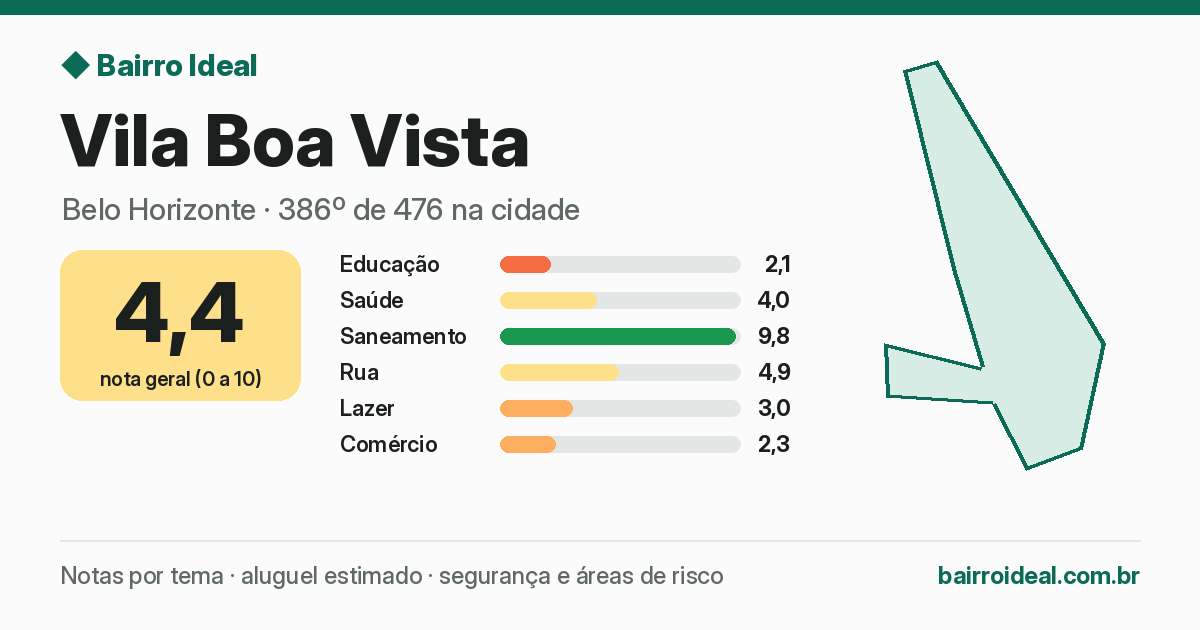 Bairro Ideal
Vila Boa Vista
Belo Horizonte · 386º de 476 na cidade
4,4
nota geral (0 a 10)
Educação 2,1
Saúde 4,0
Saneamento 9,8
Rua 4,9
Lazer 3,0
Comércio 2,3
Notas por tema · aluguel estimado · segurança e áreas de risco
bairroideal.com.br